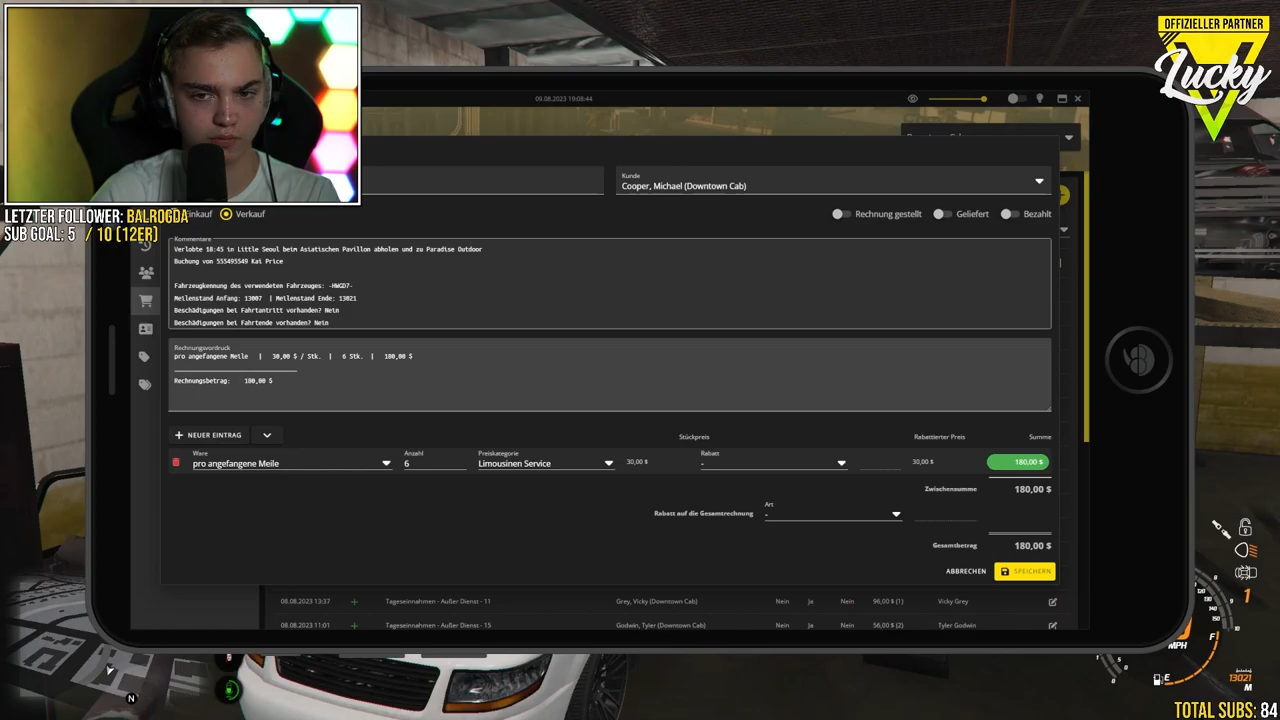 OFFIZIELLER PARTNER
Lucky
V
09.08.2023 19:08:44
Kunde
Cooper, Michael (Downtown Cab)
LETZTER FOLLOWER: BALROGDA
SUB GOAL: 5 / 10 (12ER)
Verkauf
Rechnung gestellt
Geliefert
Bezahlt
Kommentare
Verlobte 18:45 in Little Seoul beim Asiatischen Pavillon abholen und zu Paradise Outdoor
Buchung von 555495549 Kai Price
Fahrzeugkennung des verwendeten Fahrzeuges: -HWGD7-
Meilenstand Anfang: 13007 | Meilenstand Ende: 13021
Beschädigungen bei Fahrtantritt vorhanden? Nein
Beschädigungen bei Fahrtende vorhanden? Nein
Rechnungsvordruck
pro angefangene Meile | 30,00 $ / Stk. | 6 Stk. | 180,00 $
Rechnungsbetrag: 180,00 $
NEUER EINTRAG
Stückpreis
Rabattierter Preis
Summe
Ware
pro angefangene Meile
Anzahl
6
Preiskategorie
Limousinen Service
30,00 $
Rabatt
-
30,00 $
180,00 $
Zwischensumme
180,00 $
Rabatt auf die Gesamtrechnung
Art
-
Gesamtbetrag
180,00 $
ABBRECHEN
SPEICHERN
08.08.2023 13:37 + Tageseinnahmen - Außer Dienst - 11 Grey, Vicky (Downtown Cab) Nein Ja Nein 96,00 $ (1) Vicky Grey
08.08.2023 11:01 + Tageseinnahmen - Außer Dienst - 15 Godwin, Tyler (Downtown Cab) Nein Ja Nein 56,00 $ (2) Tyler Godwin
1
MPH
F
E
13021
M
N
TOTAL SUBS: 84